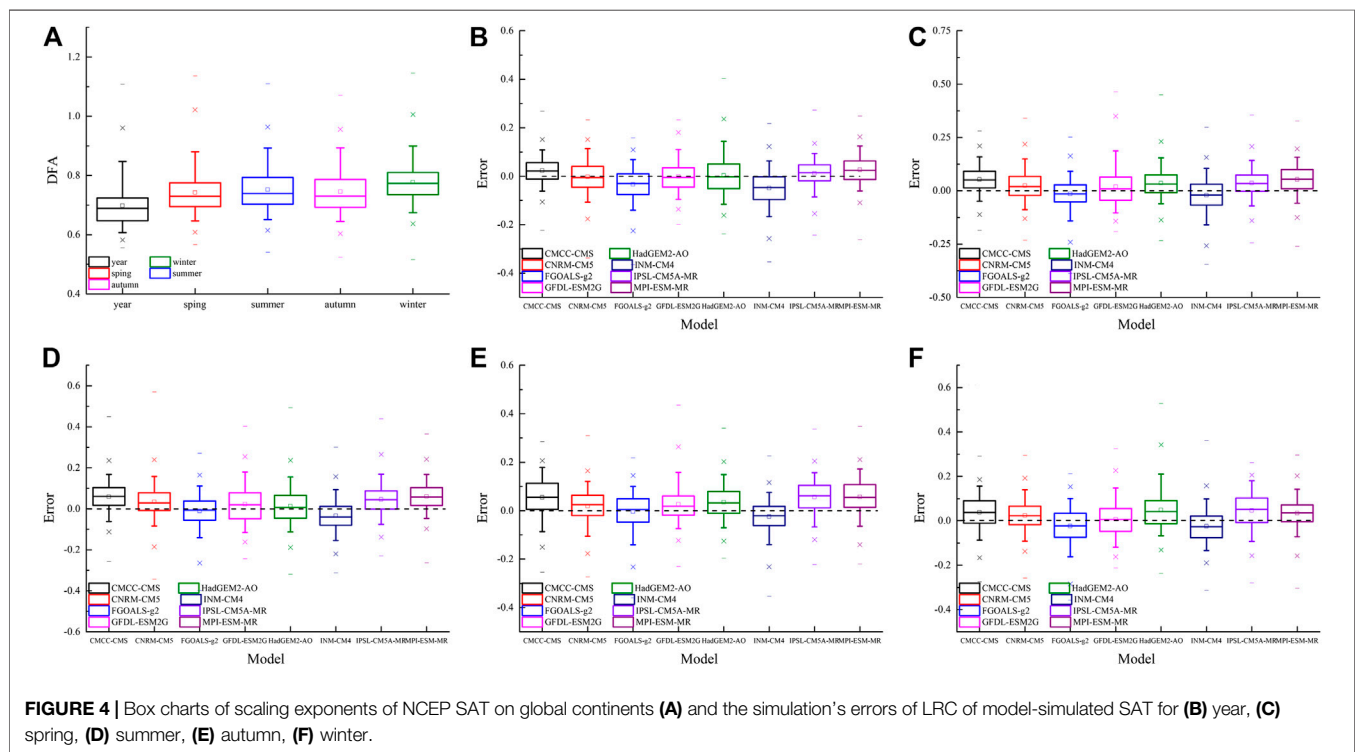 A
B
C
1.2
1.0
0.8
0.6
0.4
DFA
year
sping
autumn
winter
summer
year
sping
summer
autumn
winter
0.6
0.4
0.2
0.0
-0.2
-0.4
Error
CMCC-CMS
CNRM-CM5
FGOALS-g2
GFDL-ESM2G
HadGEM2-AO
INM-CM4
IPSL-CM5A-MR
MPI-ESM-MR
CMCC-CMS CNRM-CM5 FGOALS-g2 GFDL-ESM2G HadGEM2-AO INM-CM4 IPSL-CM5A-MR MPI-ESM-MR
Model
0.75
0.50
0.25
0.00
-0.25
-0.50
Error
CMCC-CMS
CNRM-CM5
FGOALS-g2
GFDL-ESM2G
HadGEM2-AO
INM-CM4
IPSL-CM5A-MR
MPI-ESM-MR
CMCC-CMS CNRM-CM5 FGOALS-g2 GFDL-ESM2G HadGEM2-AO INM-CM4 IPSL-CM5A-MR MPI-ESM-MR
Model
D
E
F
0.6
0.4
0.2
0.0
-0.2
-0.4
-0.6
Error
CMCC-CMS
CNRM-CM5
FGOALS-g2
GFDL-ESM2G
HadGEM2-AO
INM-CM4
IPSL-CM5A-MR
MPI-ESM-MR
CMCC-CMS CNRM-CM5 FGOALS-g2 GFDL-ESM2G HadGEM2-AO INM-CM4 IPSL-CM5A-MR MPI-ESM-MR
Model
0.6
0.4
0.2
0.0
-0.2
-0.4
Error
CMCC-CMS
CNRM-CM5
FGOALS-g2
GFDL-ESM2G
HadGEM2-AO
INM-CM4
IPSL-CM5A-MR
MPI-ESM-MR
CMCC-CMS CNRM-CM5 FGOALS-g2 GFDL-ESM2G HadGEM2-AO INM-CM4 IPSL-CM5A-MR MPI-ESM-MR
Model
0.6
0.4
0.2
0.0
-0.2
-0.4
Error
CMCC-CMS
CNRM-CM5
FGOALS-g2
GFDL-ESM2G
HadGEM2-AO
INM-CM4
IPSL-CM5A-MR
MPI-ESM-MR
CMCC-CMS CNRM-CM5 FGOALS-g2 GFDL-ESM2G HadGEM2-AO INM-CM4 IPSL-CM5A-MR MPI-ESM-MR
Model
FIGURE 4 | Box charts of scaling exponents of NCEP SAT on global continents (A) and the simulation's errors of LRC of model-simulated SAT for (B) year, (C)
spring, (D) summer, (E) autumn, (F) winter.